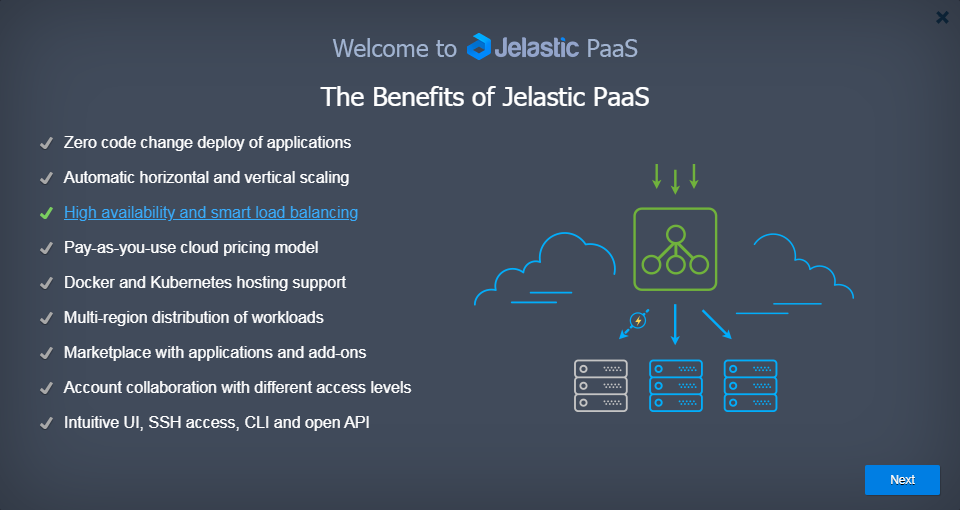 Welcome to Jelastic PaaS
The Benefits of Jelastic PaaS
Zero code change deploy of applications
Automatic horizontal and vertical scaling
High availability and smart load balancing
Pay-as-you-use cloud pricing model
Docker and Kubernetes hosting support
Multi-region distribution of workloads
Marketplace with applications and add-ons
Account collaboration with different access levels
Intuitive UI, SSH access, CLI and open API
Next